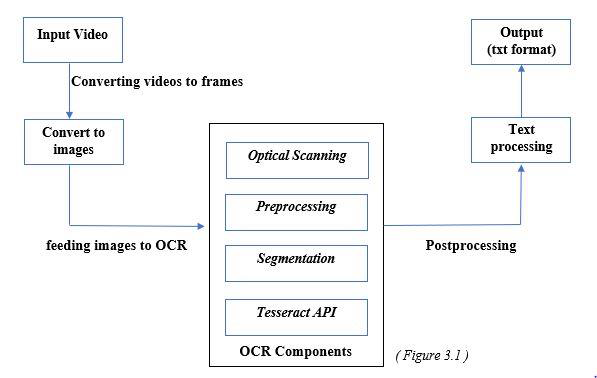 Input Video
Converting videos to frames
Convert to
images
feeding images to OCR
Optical Scanning
Preprocessing
Segmentation
Tesseract API
OCR Components
Postprocessing
Text
processing
Output
(txt format)
( Figure 3.1 )